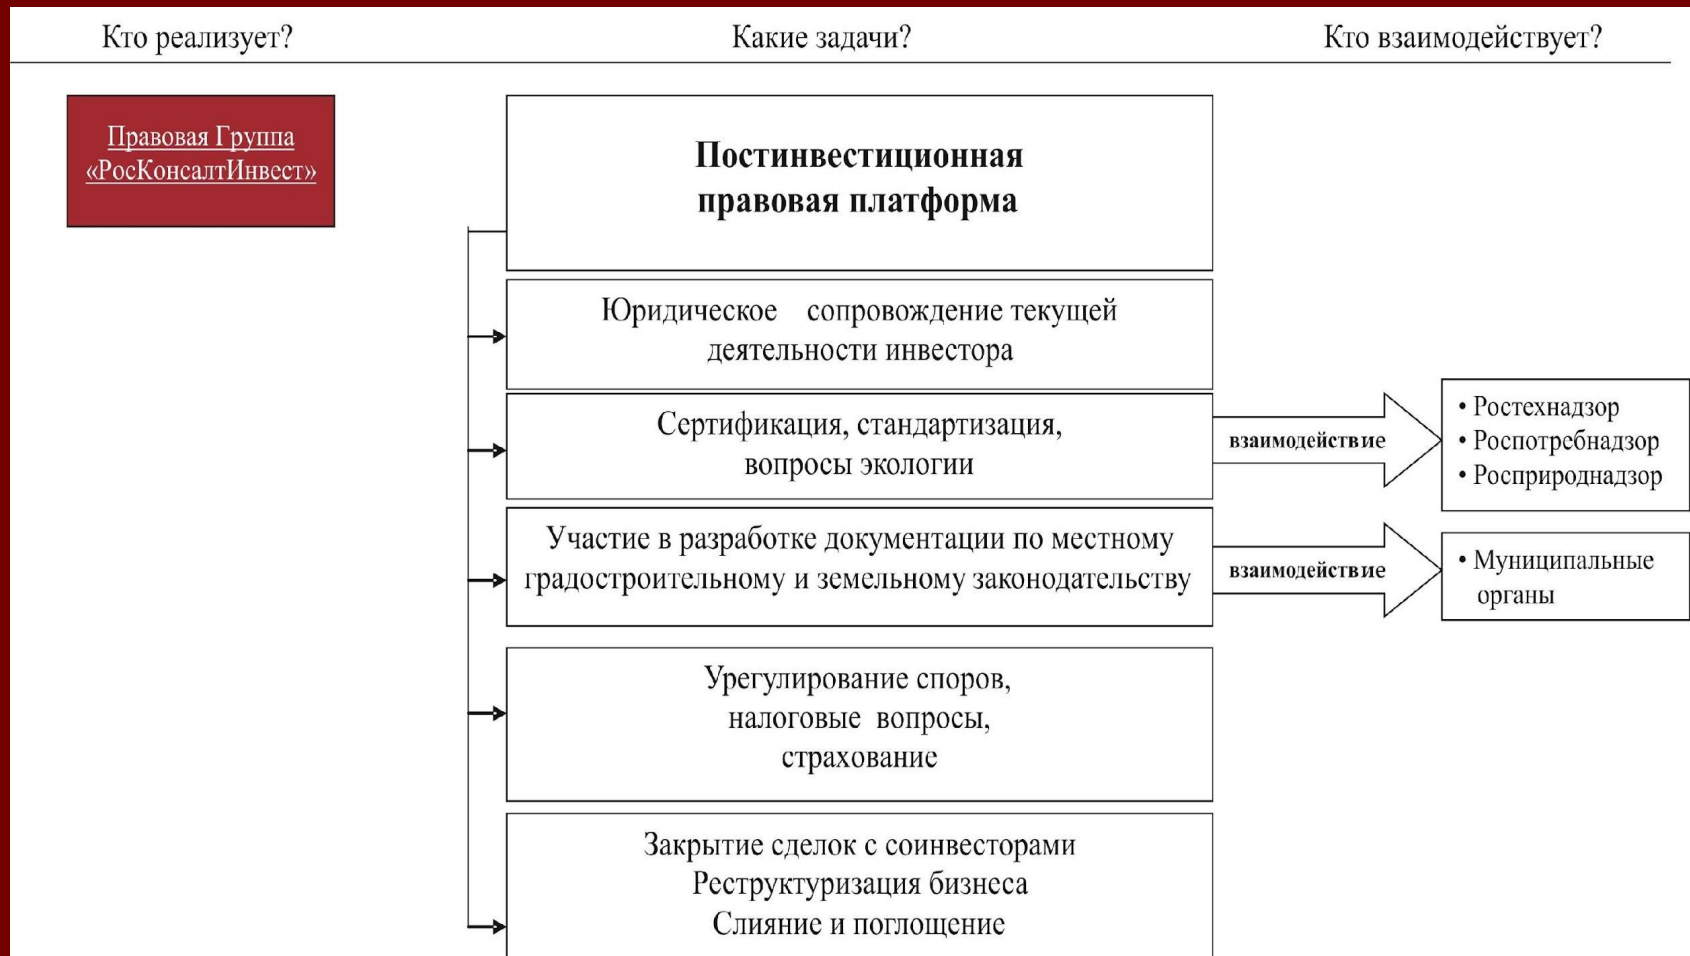 Кто реализует?
Какие задачи?
Кто взаимодействует?
Правовая Группа
«РосКонсалтИнвест»
Постинвестиционная
правовая платформа
Юридическое сопровождение текущей
деятельности инвестора
Сертификация, стандартизация,
вопросы экологии
взаимодействие
• Ростехнадзор
• Роспотребнадзор
• Росприроднадзор
Участие в разработке документации по местному
градостроительному и земельному законодательству
взаимодействие
• Муниципальные
органы
Урегулирование споров,
налоговые вопросы,
страхование
Закрытие сделок с соинвесторами
Реструктуризация бизнеса
Слияние и поглощение